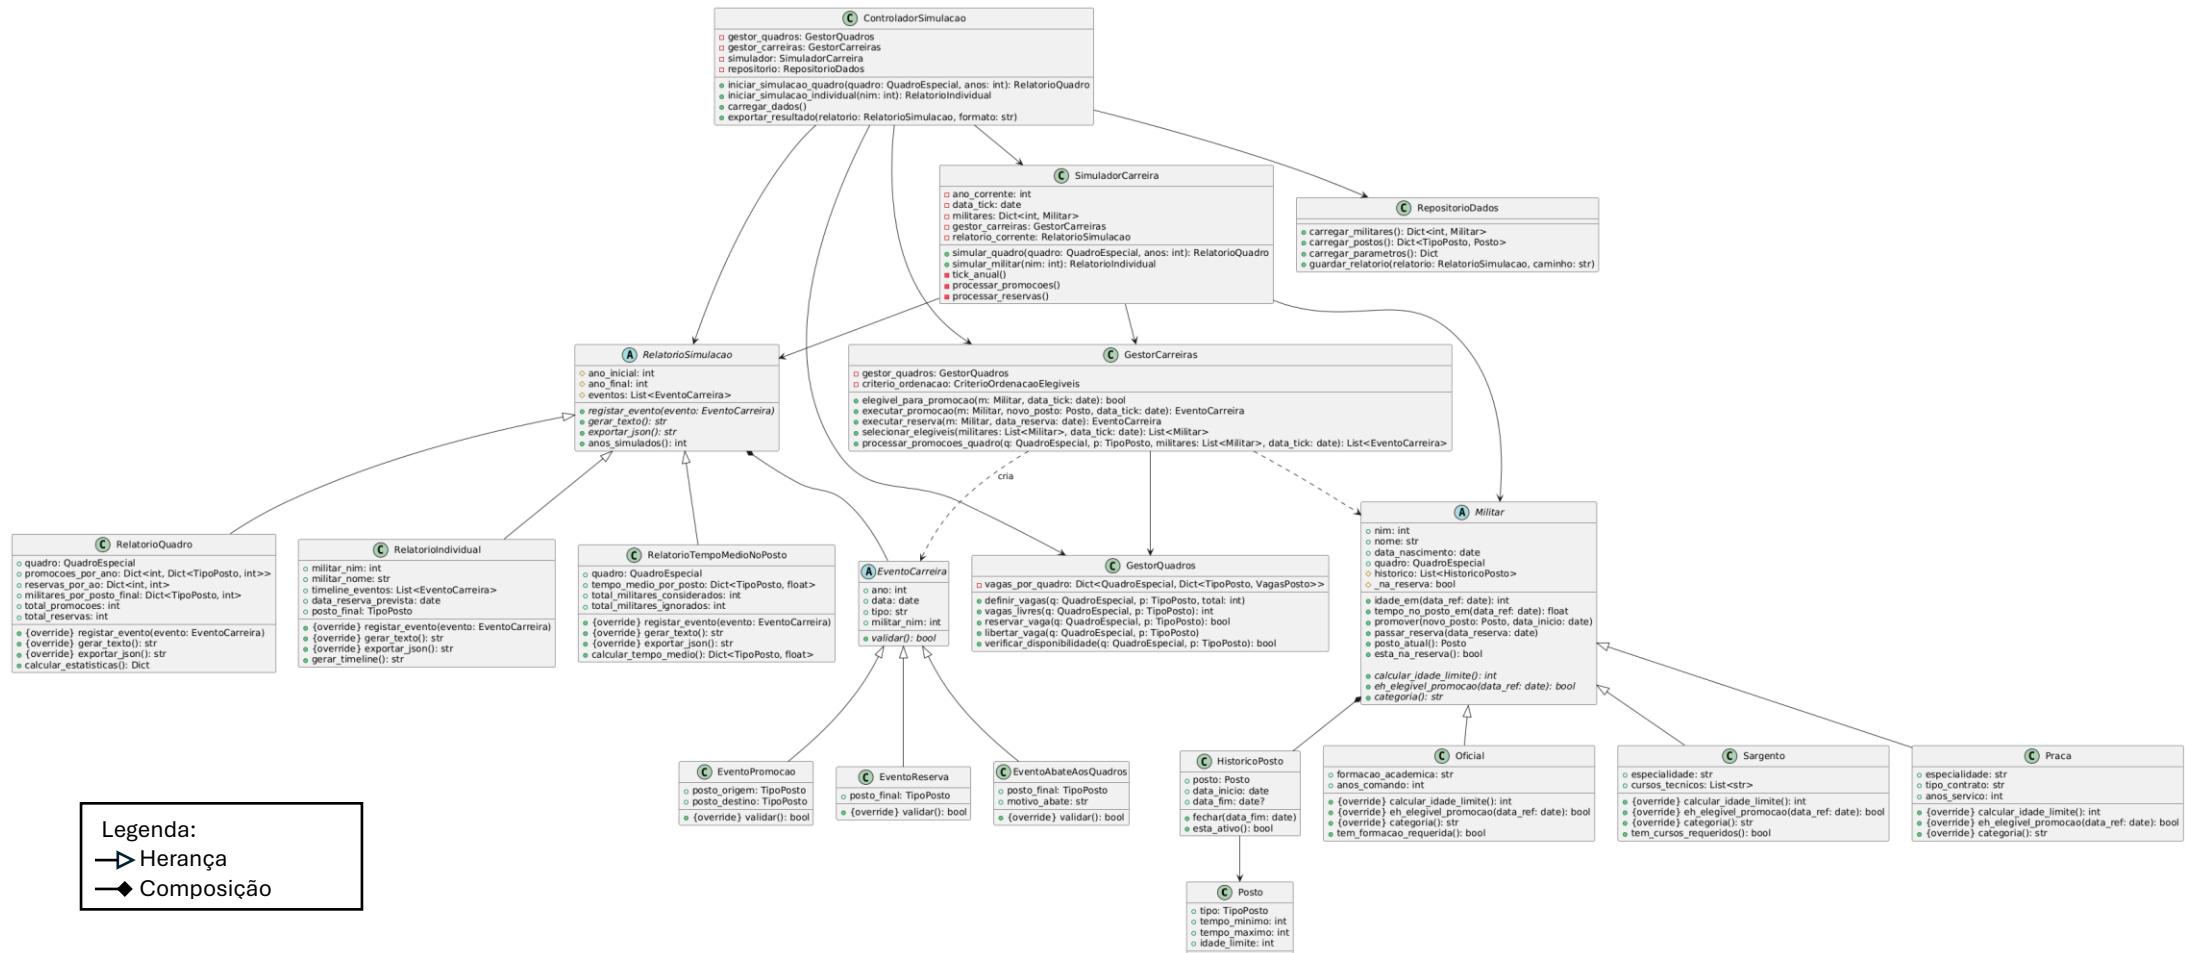 ControladorSimulacao
gestor_quadros: GestorQuadros
gestor_carreiras: GestorCarreiras
simulador: SimuladorCarreira
repositorio: RepositorioDados
iniciar_simulacao_quadro(quadro: QuadroEspecial, anos: int): RelatorioQuadro
iniciar_simulacao_individual(nim: int): RelatorioIndividual
carregar_dados()
exportar_resultado(relatorio: RelatorioSimulacao, formato: str)
SimuladorCarreira
ano_corrente: int
data_tick: date
militares: Dict<int, Militar>
gestor_carreiras: GestorCarreiras
relatorio_corrente: RelatorioSimulacao
simular_quadro(quadro: QuadroEspecial, anos: int): RelatorioQuadro
simular_militar(nim: int): RelatorioIndividual
tick_anual()
processar_promocoes()
processar_reservas()
RepositorioDados
carregar_militares(): Dict<int, Militar>
carregar_postos(): Dict<TipoPosto, Posto>
carregar_parametros(): Dict
guardar_relatorio(relatorio: RelatorioSimulacao, caminho: str)
RelatorioSimulacao
ano_inicial: int
ano_final: int
eventos: List<EventoCarreira>
registar_evento(evento: EventoCarreira)
gerar_texto(): str
exportar_json(): str
anos_simulados(): int
GestorCarreiras
gestor_quadros: GestorQuadros
criterio_ordenacao: CriterioOrdenacaoElegiveis
elegivel_para_promocao(m: Militar, data_tick: date): bool
executar_promocao(m: Militar, novo_posto: Posto, data_tick: date): EventoCarreira
executar_reserva(m: Militar, data_reserva: date): EventoCarreira
selecionar_elegiveis(militares: List<Militar>, data_tick: date): List<Militar>
processar_promocoes_quadro(q: QuadroEspecial, p: TipoPosto, militares: List<Militar>, data_tick: date): List<EventoCarreira>
cria
RelatorioQuadro
quadro: QuadroEspecial
promocoes_por_ano: Dict<int, Dict<TipoPosto, int>>
reservas_por_ao: Dict<int, int>
militares_por_posto_final: Dict<TipoPosto, int>
total_promocoes: int
total_reservas: int
{override} registar_evento(evento: EventoCarreira)
{override} gerar_texto(): str
{override} exportar_json(): str
calcular_estatisticas(): Dict
RelatorioIndividual
militar_nim: int
militar_nome: str
timeline_eventos: List<EventoCarreira>
data_reserva_prevista: date
posto_final: TipoPosto
{override} registar_evento(evento: EventoCarreira)
{override} gerar_texto(): str
{override} exportar_json(): str
gerar_timeline(): str
RelatorioTempoMedioNoPosto
quadro: QuadroEspecial
tempo_medio_por_posto: Dict<TipoPosto, float>
total_militares_considerados: int
total_militares_ignorados: int
{override} registar_evento(evento: EventoCarreira)
{override} gerar_texto(): str
{override} exportar_json(): str
calcular_tempo_medio(): Dict<TipoPosto, float>
EventoCarreira
ano: int
data: date
tipo: str
militar_nim: int
validar(): bool
GestorQuadros
vagas_por_quadro: Dict<QuadroEspecial, Dict<TipoPosto, VagasPosto>>
definir_vagas(q: QuadroEspecial, p: TipoPosto, total: int)
vagas_livres(q: QuadroEspecial, p: TipoPosto): int
reservar_vaga(q: QuadroEspecial, p: TipoPosto): bool
libertar_vaga(q: QuadroEspecial, p: TipoPosto)
verificar_disponibilidade(q: QuadroEspecial, p: TipoPosto): bool
Militar
nim: int
nome: str
data_nascimento: date
quadro: QuadroEspecial
historico: List<HistoricoPosto>
_na_reserva: bool
idade_em(data_ref: date): int
tempo_no_posto_em(data_ref: date): float
promover(novo_posto: Posto, data_inicio: date)
passar_reserva(data_reserva: date)
posto_atual(): Posto
esta_na_reserva(): bool
calcular_idade_limite(): int
eh_elegivel_promocao(data_ref: date): bool
categoria(): str
EventoPromocao
posto_origem: TipoPosto
posto_destino: TipoPosto
{override} validar(): bool
EventoReserva
posto_final: TipoPosto
{override} validar(): bool
EventoAbateAosQuadros
posto_final: TipoPosto
motivo_abate: str
{override} validar(): bool
HistoricoPosto
posto: Posto
data_inicio: date
data_fim: date?
fechar(data_fim: date)
esta_ativo(): bool
Oficial
formacao_academica: str
anos_comando: int
{override} calcular_idade_limite(): int
{override} eh_elegivel_promocao(data_ref: date): bool
{override} categoria(): str
tem_formacao_requerida(): bool
Sargento
especialidade: str
cursos_tecnicos: List<str>
{override} calcular_idade_limite(): int
{override} eh_elegivel_promocao(data_ref: date): bool
{override} categoria(): str
tem_cursos_requeridos(): bool
Praca
especialidade: str
tipo_contrato: str
anos_servico: int
{override} calcular_idade_limite(): int
{override} eh_elegivel_promocao(data_ref: date): bool
{override} categoria(): str
Posto
tipo: TipoPosto
tempo_minimo: int
tempo_maximo: int
idade_limite: int
Legenda:
Herança
Composição